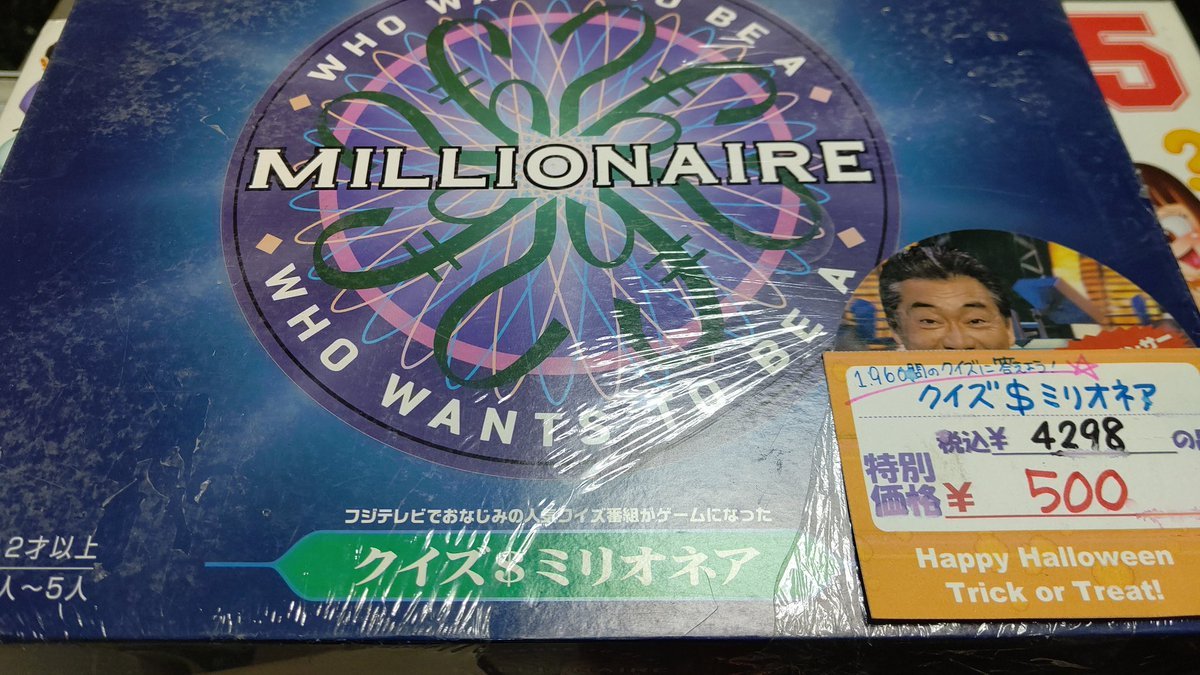 WHO WANTS TO BE A
MILLIONAIRE
WHO WANTS TO BE A
フジテレビでおなじみの人気クイズ番組がゲームになった
クイズ$ミリオネア
2才以上
人〜5人
5
?
ンサー
1960問のクイズに答えよう!
クイズ$ミリオネア
税込¥ 4298 の
特別
価格 ¥ 500
Happy Halloween
Trick or Treat!